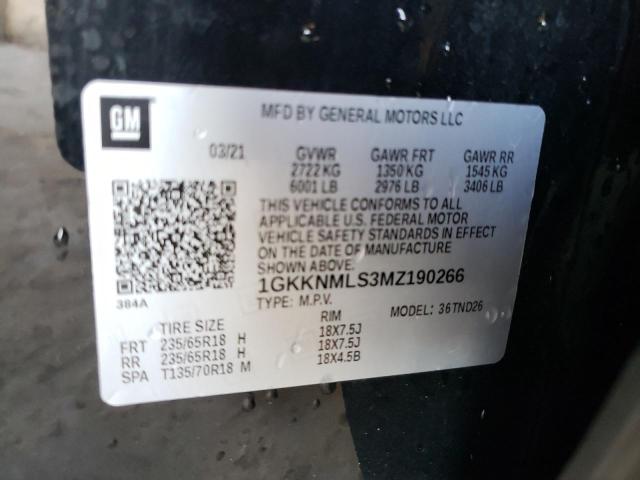 GM
MFD BY GENERAL MOTORS LLC
03/21 GVWR GAWR FRT GAWR RR
2722 KG 1350 KG 1545 KG
6001 LB 2976 LB 3406 LB
THIS VEHICLE CONFORMS TO ALL
APPLICABLE U.S. FEDERAL MOTOR
VEHICLE SAFETY STANDARDS IN EFFECT
ON THE DATE OF MANUFACTURE
SHOWN ABOVE.
1GKKNMLS3MZ190266
384A
TYPE: M.P.V. MODEL: 36TND26
TIRE SIZE RIM
FRT 235/65R18 H 18X7.5J
RR 235/65R18 H 18X7.5J
SPA T135/70R18 M 18X4.5B